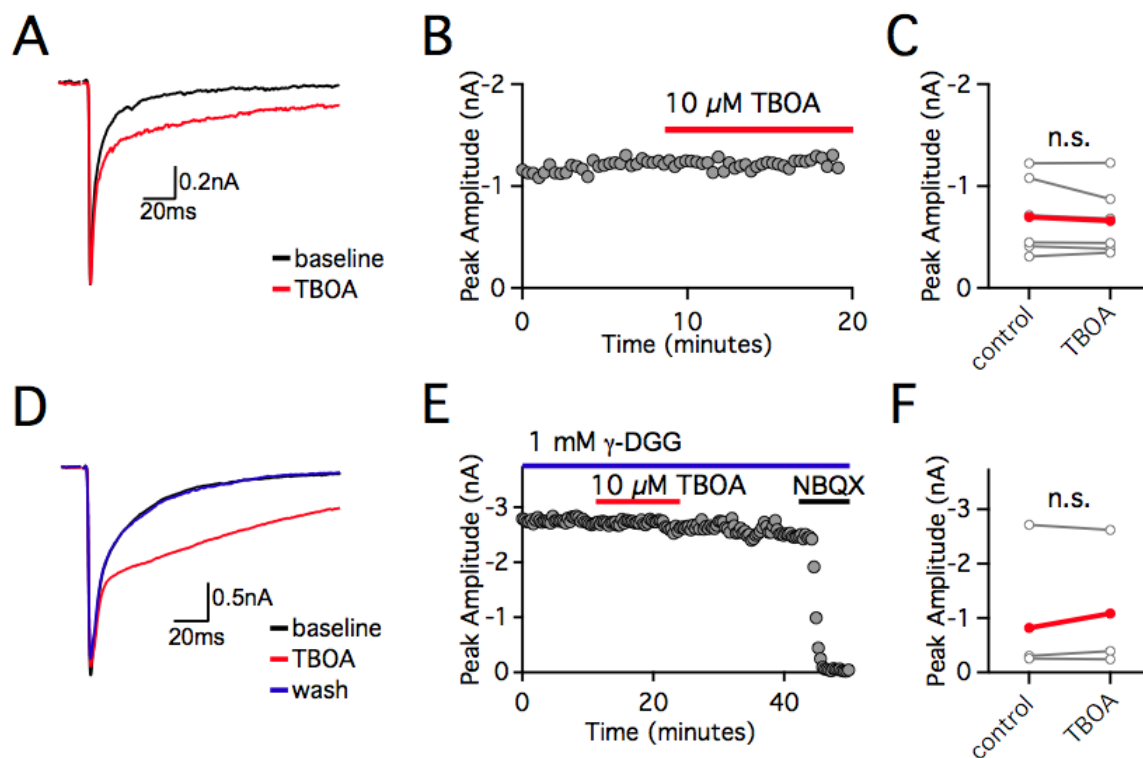 A
0.2nA
20ms
baseline
TBOA
B
Peak Amplitude (nA)
-2
-1
0
10 µM TBOA
0
10
20
Time (minutes)
C
Peak Amplitude (nA)
-2
-1
0
n.s.
control
TBOA
D
0.5nA
20ms
baseline
TBOA
wash
E
Peak Amplitude (nA)
1 mM γ-DGG
10 µM TBOA
NBQX
-3
-2
-1
0
0
20
40
Time (minutes)
F
Peak Amplitude (nA)
-3
-2
-1
0
n.s.
control
TBOA